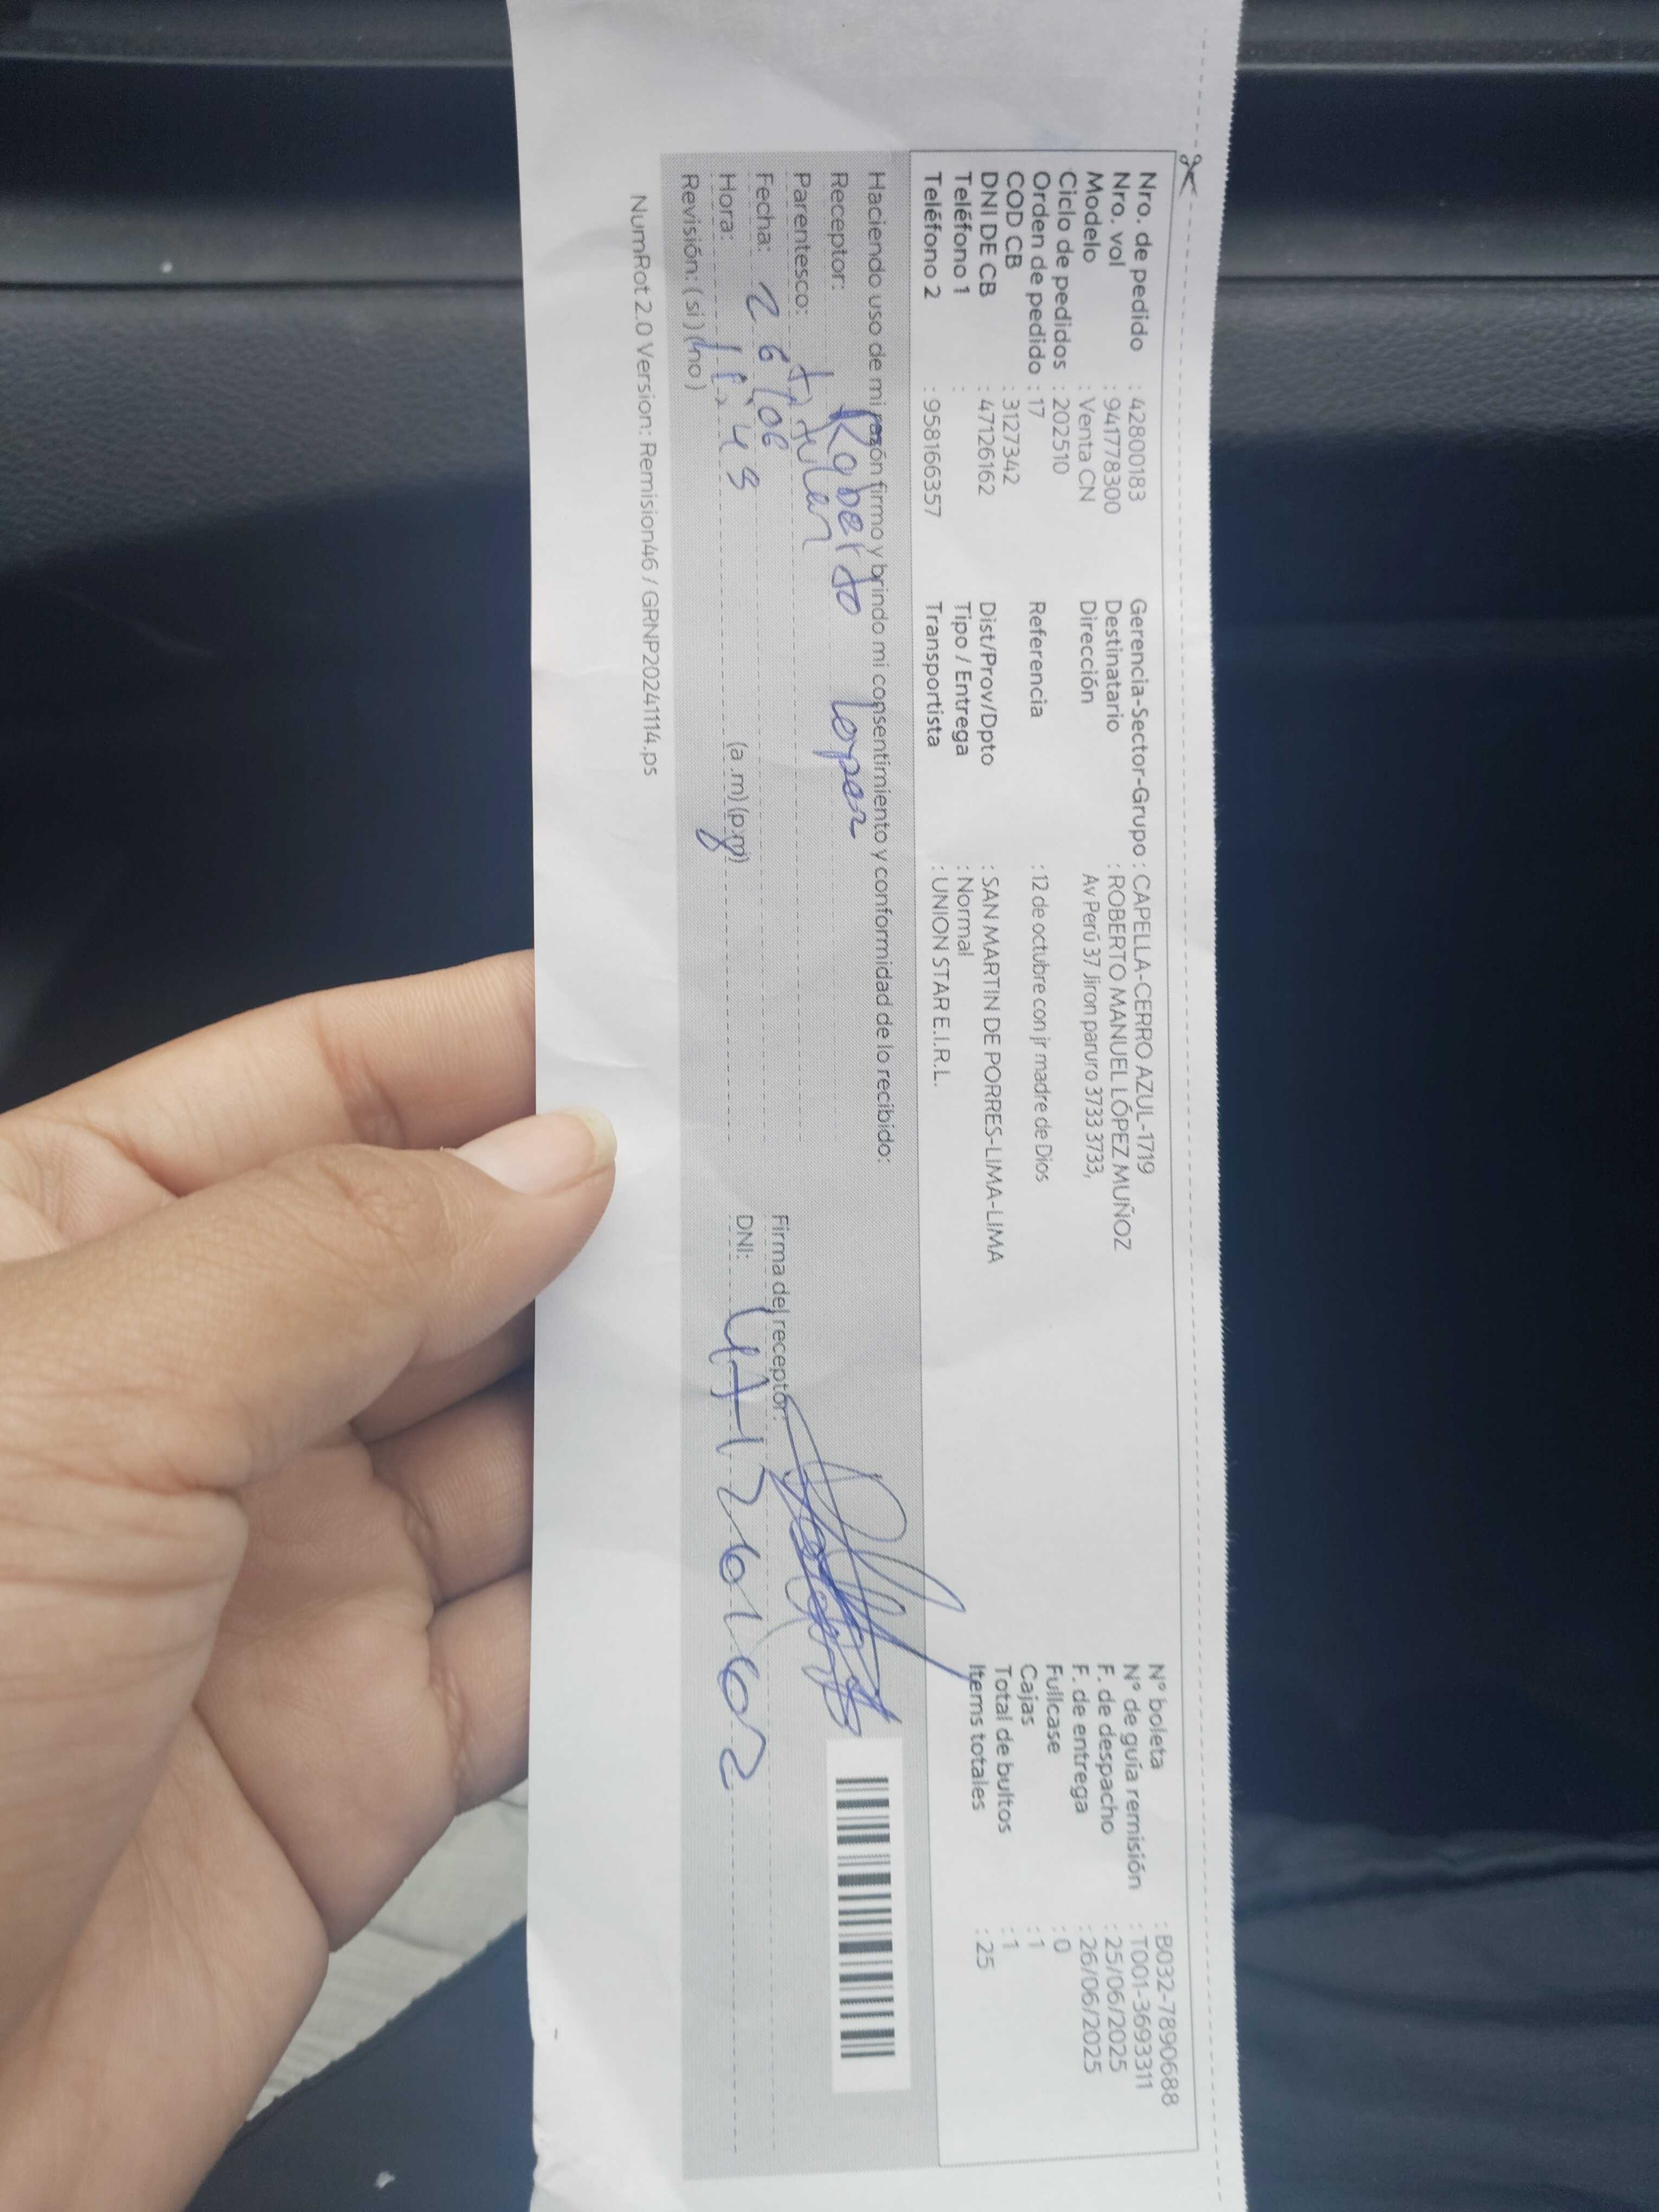 Nro. de pedido : 42800183
Nro. vol : 941778300
Modelo : Venta CN
Ciclo de pedidos : 202510
Orden de pedido : 17
COD CB : 3127342
DNI DE CB : 47126162
Teléfono 1 :
Teléfono 2 : 958166357
Gerencia-Sector-Grupo : CAPELLA-CERRO AZUL-1719
Destinatario : ROBERTO MANUEL LÓPEZ MUÑOZ
Dirección Av Perú 37 Jiron paruro 3733 3733,
Referencia : 12 de octubre con jr madre de Dios
Dist/Prov/Dpto : SAN MARTIN DE PORRES-LIMA-LIMA
Tipo / Entrega : Normal
Transportista : UNION STAR E.I.R.L.
N° boleta : B032-7890688
N° de guía remisión : T001-3693311
F. de despacho : 25/06/2025
F. de entrega : 26/06/2025
Fullcase : 0
Cajas : 1
Total de bultos : 1
Items totales : 25
Haciendo uso de mi razón firmo y brindo mi consentimiento y conformidad de lo recibido:
Receptor: Roberto Lopez
Parentesco:
Fecha: 26/06
Hora: (a.m) (p.m)
Revisión: (si) (no)
Firma del receptor:
DNI: 47126162
NumRot 2.0 Version: Remision46 / GRNP20241114.ps